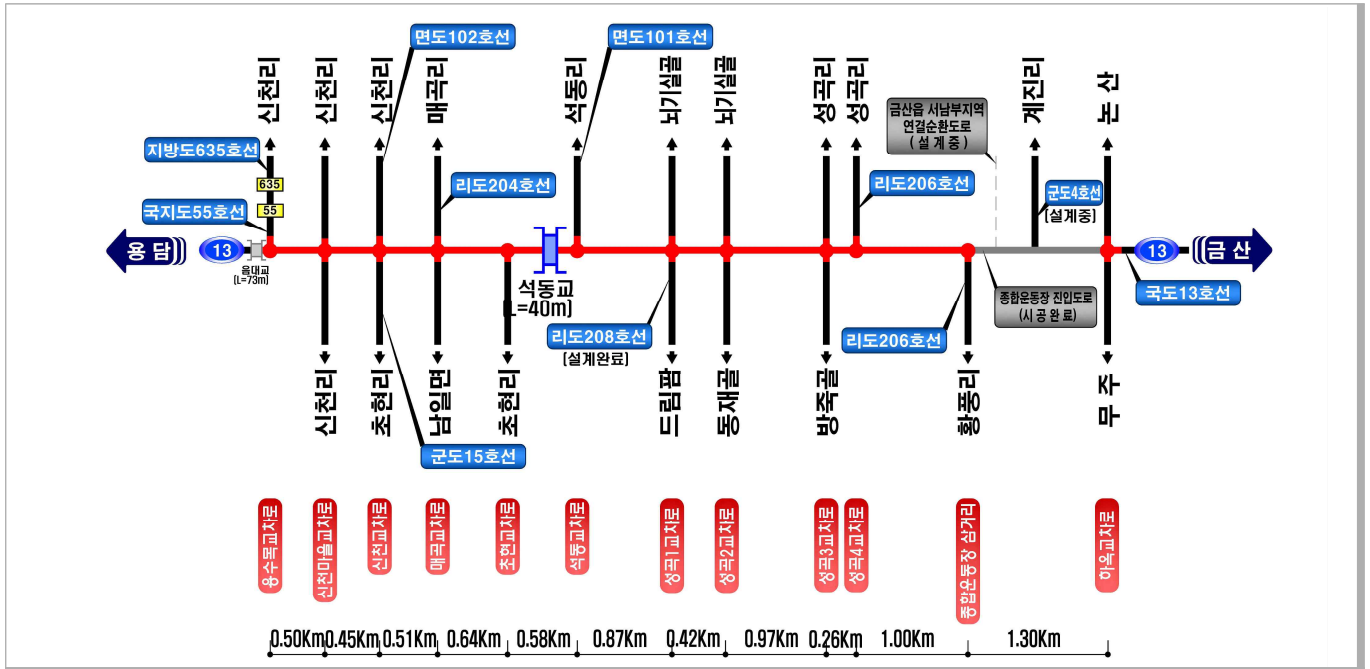 면도102호선
면도101호선
신천리
신천리
신천리
매곡리
석동리
뇌기실골
뇌기실골
성곡리
성곡리
금산읍 서남부지역
연결순환도로
( 설 계 중 )
계진리
논 산
지방도635호선
635
55
국지도55호선
리도204호선
리도206호선
군도4호선
(설계중)
용 담
13
음대교
(L=73m)
석동교
(L=40m)
13
금 산
국도13호선
종합운동장 진입도로
(시 공 완 료)
리도208호선
(설계완료)
리도206호선
신천리
초현리
남일면
초현리
드림팜
동재골
방축골
황풍리
무 주
군도15호선
용수목교차로
신천마을교차로
신천교차로
매곡교차로
초현교차로
석동교차로
성곡1교차로
성곡2교차로
성곡3교차로
성곡4교차로
종합운동장 삼거리
하옥교차로
0.50Km
0.45Km
0.51Km
0.64Km
0.58Km
0.87Km
0.42Km
0.97Km
0.26Km
1.00Km
1.30Km